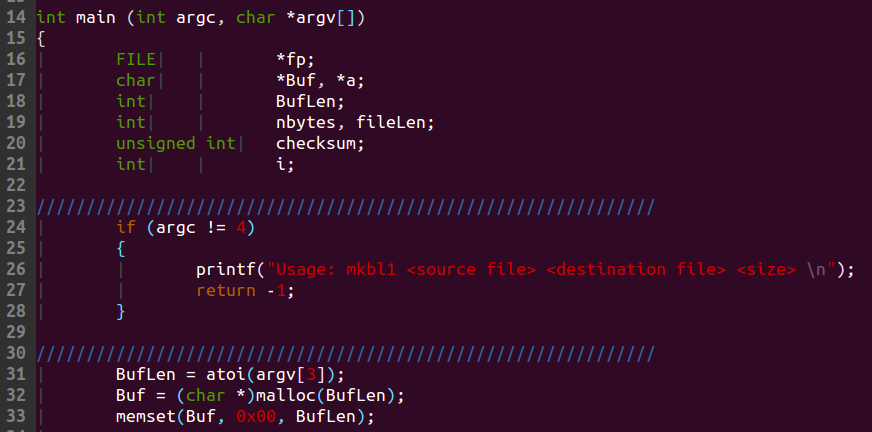 14 int main (int argc, char *argv[])
15 {
16 FILE *fp;
17 char *Buf, *a;
18 int BufLen;
19 int nbytes, fileLen;
20 unsigned int checksum;
21 int i;
22
23 //////////////////////////////////////////////////////////////
24 if (argc != 4)
25 {
26 printf("Usage: mkbl1 <source file> <destination file> <size> \n");
27 return -1;
28 }
29
30 //////////////////////////////////////////////////////////////
31 BufLen = atoi(argv[3]);
32 Buf = (char *)malloc(BufLen);
33 memset(Buf, 0x00, BufLen);